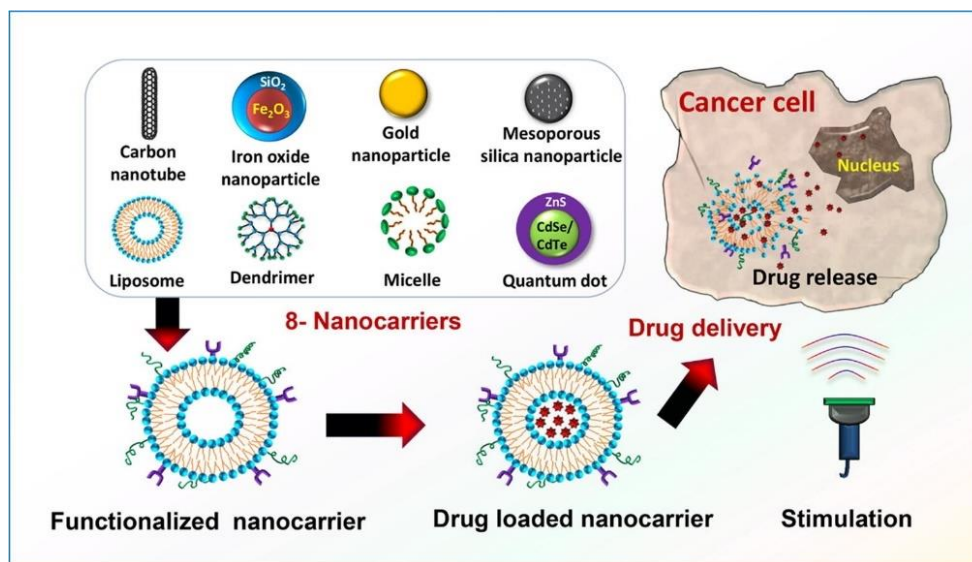 SiO₂
Fe₂O₃
Carbon
nanotube
Iron oxide
nanoparticle
Gold
nanoparticle
Mesoporous
silica nanoparticle
Liposome
Dendrimer
Micelle
ZnS
CdSe/
CdTe
Quantum dot
Cancer cell
Nucleus
Drug release
8- Nanocarriers
Drug delivery
Functionalized nanocarrier
Drug loaded nanocarrier
Stimulation